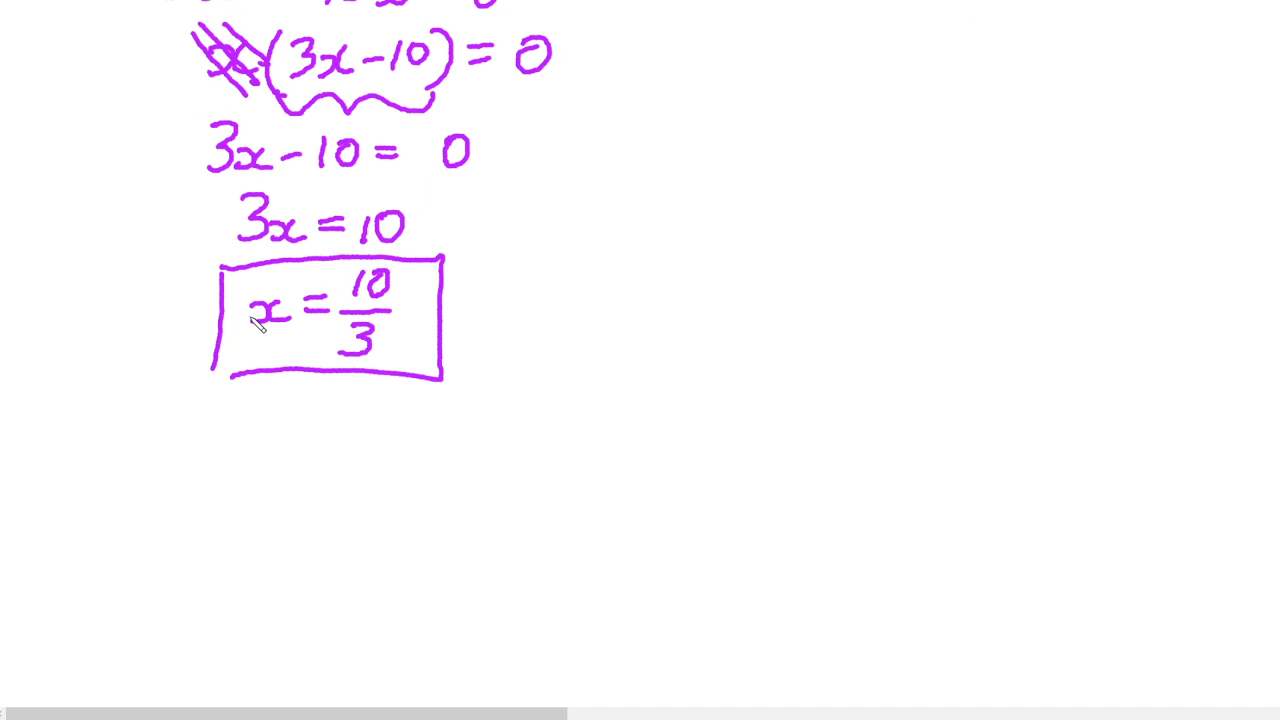 x(3x-10) = 0
3x-10 = 0
3x = 10
x = 10/3